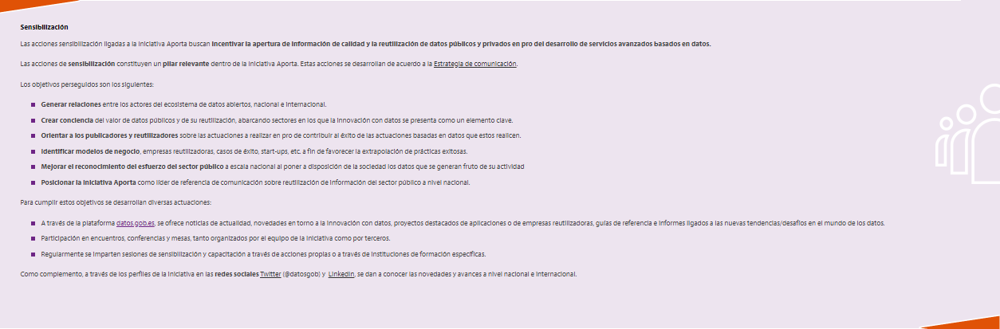 Sensibilización
Las acciones sensibilización ligadas a la Iniciativa Aporta buscan incentivar la apertura de información de calidad y la reutilización de datos públicos y privados en pro del desarrollo de servicios avanzados basados en datos.
Las acciones de sensibilización constituyen un pilar relevante dentro de la Iniciativa Aporta. Estas acciones se desarrollan de acuerdo a la Estrategia de comunicación.
Los objetivos perseguidos son los siguientes:
Generar relaciones entre los actores del ecosistema de datos abiertos, nacional e internacional.
Crear conciencia del valor de datos públicos y de su reutilización, abarcando sectores en los que la innovación con datos se presenta como un elemento clave.
Orientar a los publicadores y reutilizadores sobre las actuaciones a realizar en pro de contribuir al éxito de las actuaciones basadas en datos que estos realicen.
Identificar modelos de negocio, empresas reutilizadoras, casos de éxito, start-ups, etc. a fin de favorecer la extrapolación de prácticas exitosas.
Mejorar el reconocimiento del esfuerzo del sector público a escala nacional al poner a disposición de la sociedad los datos que se generan fruto de su actividad
Posicionar la Iniciativa Aporta como líder de referencia de comunicación sobre reutilización de información del sector público a nivel nacional.
Para cumplir estos objetivos se desarrollan diversas actuaciones:
A través de la plataforma datos.gob.es, se ofrece noticias de actualidad, novedades en torno a la innovación con datos, proyectos destacados de aplicaciones o de empresas reutilizadoras, guías de referencia e informes ligados a las nuevas tendencias/desafíos en el mundo de los datos.
Participación en encuentros, conferencias y mesas, tanto organizados por el equipo de la iniciativa como por terceros.
Regularmente se imparten sesiones de sensibilización y capacitación a través de acciones propias o a través de instituciones de formación específicas.
Como complemento, a través de los perfiles de la iniciativa en las redes sociales Twitter (@datosgob) y LinkedIn, se dan a conocer las novedades y avances a nivel nacional e internacional.